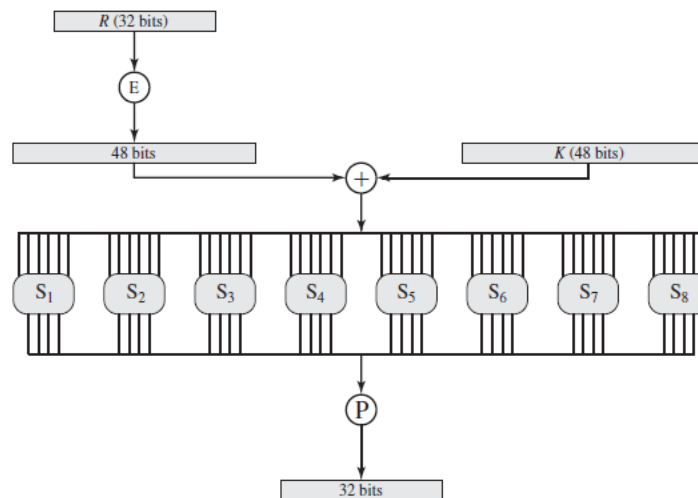 R (32 bits)
E
48 bits
K (48 bits)
+
S1 S2 S3 S4 S5 S6 S7 S8
P
32 bits